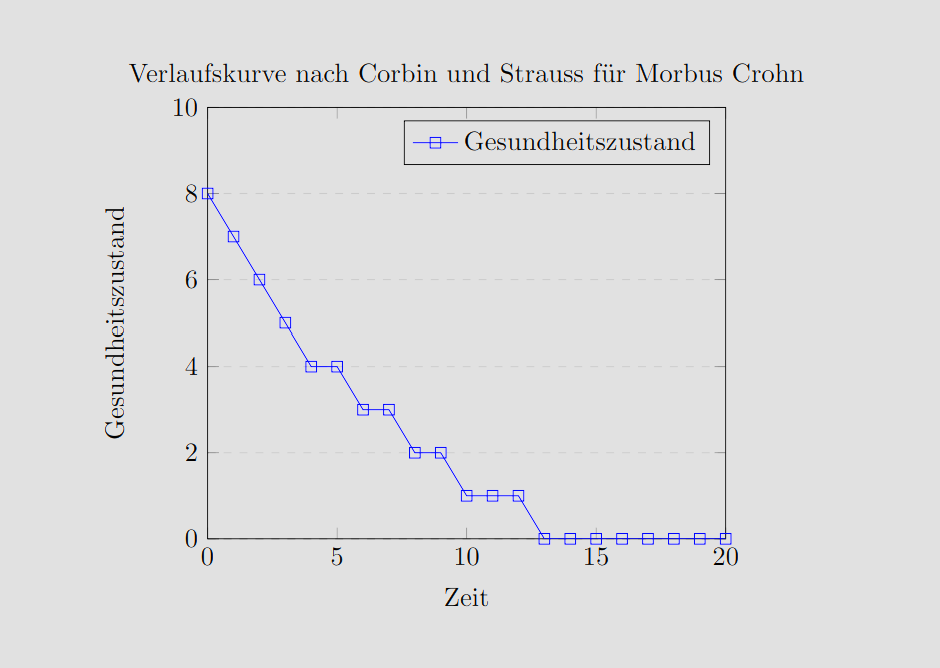 Verlaufskurve nach Corbin und Strauss für Morbus Crohn
10
Gesundheitszustand
8
6
4
2
0
Gesundheitszustand
0 5 10 15 20
Zeit